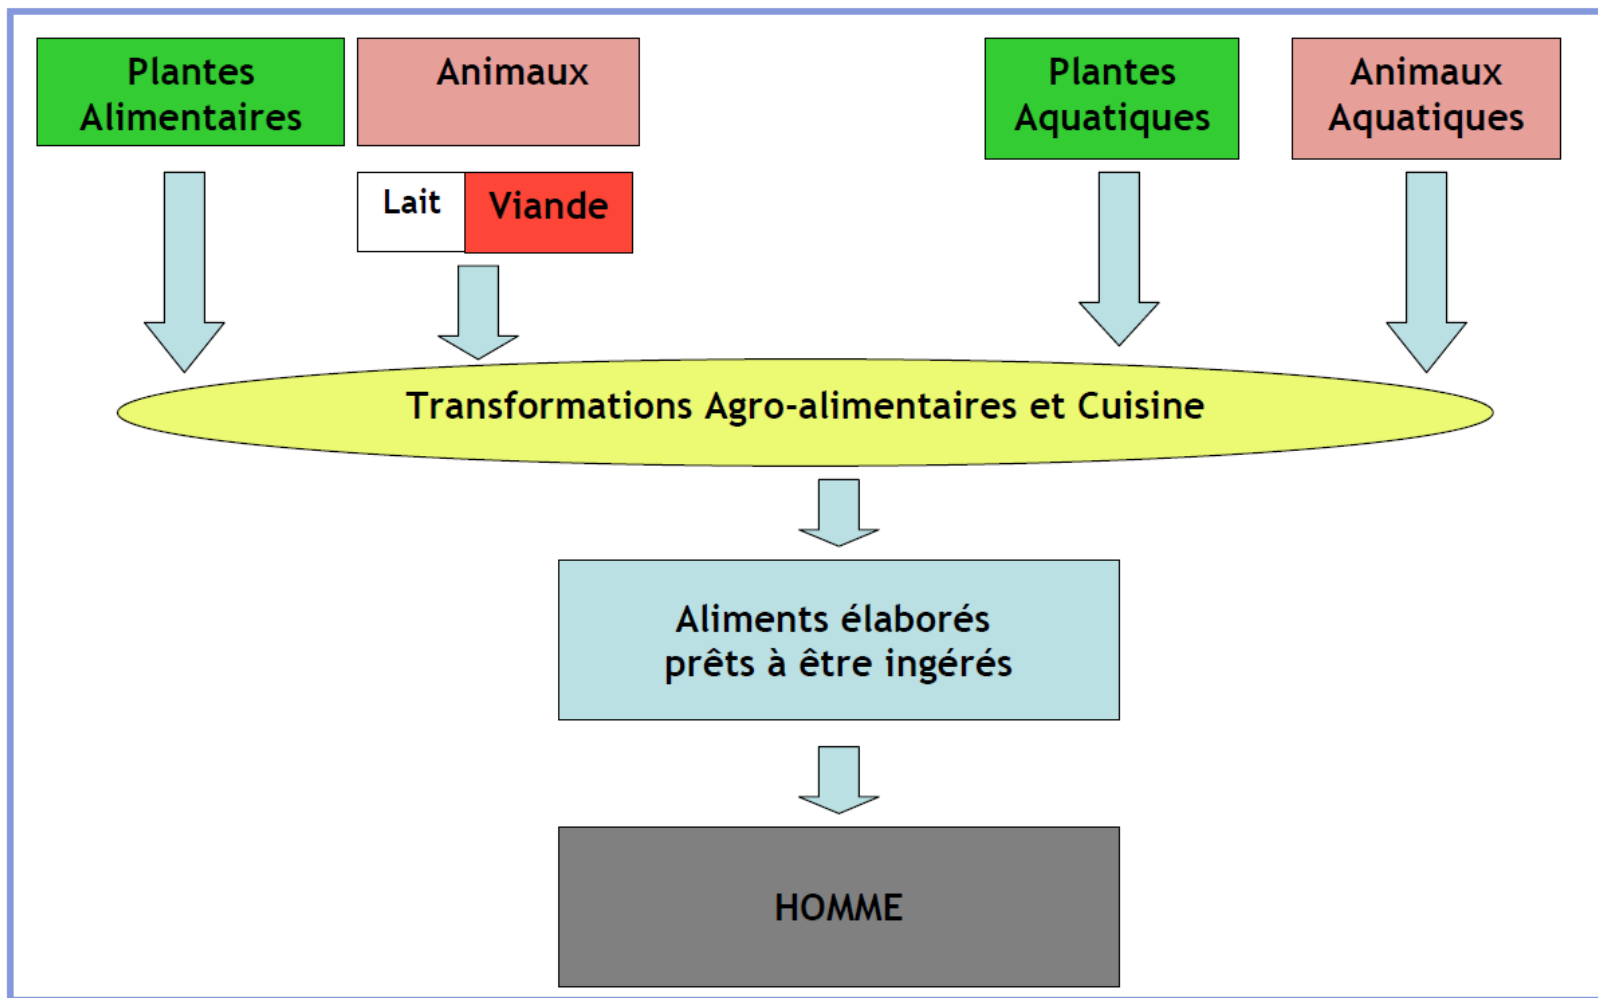 Plantes
Alimentaires
Animaux
Plantes
Aquatiques
Animaux
Aquatiques
Lait
Viande
Transformations Agro-alimentaires et Cuisine
Aliments élaborés
prêts à être ingérés
HOMME